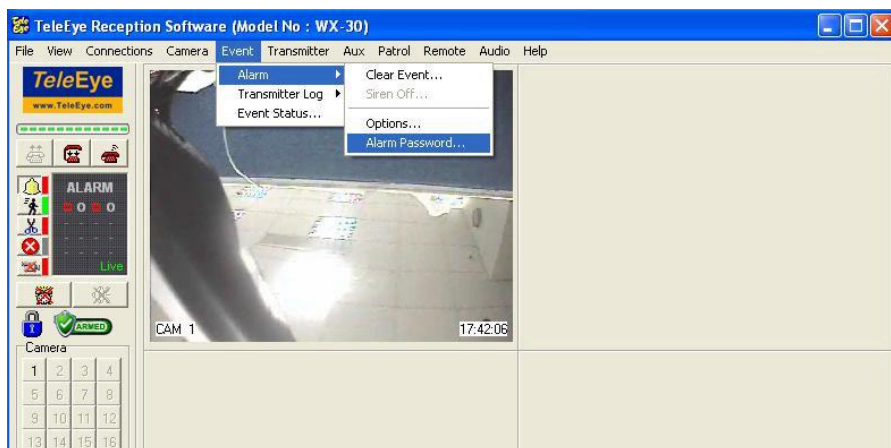 TeleEye Reception Software (Model No : WX-30)
File View Connections Camera Event Transmitter Aux Patrol Remote Audio Help
TeleEye
www.TeleEye.com
Alarm
Transmitter Log
Event Status...
Clear Event...
Siren Off...
Options...
Alarm Password...
ALARM
0 0
Live
ARMED
CAM 1 17:42:06
Camera
1 2 3 4
5 6 7 8
9 10 11 12
13 14 15 16